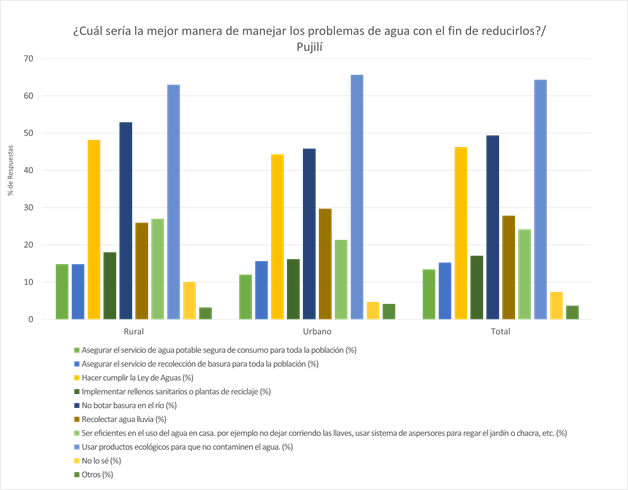 ¿Cuál sería la mejor manera de manejar los problemas de agua con el fin de reducirlos?/
Pujilí
% de Respuestas
70
60
50
40
30
20
10
0
Rural
Urbano
Total
Asegurar el servicio de agua potable segura de consumo para toda la población (%)
Asegurar el servicio de recolección de basura para toda la población (%)
Hacer cumplir la Ley de Aguas (%)
Implementar rellenos sanitarios o plantas de reciclaje (%)
No botar basura en el río (%)
Recolectar agua lluvia (%)
Ser eficientes en el uso del agua en casa. por ejemplo no dejar corriendo las llaves, usar sistema de aspersores para regar el jardín o chacra, etc. (%)
Usar productos ecológicos para que no contaminen el agua. (%)
No lo sé (%)
Otros (%)